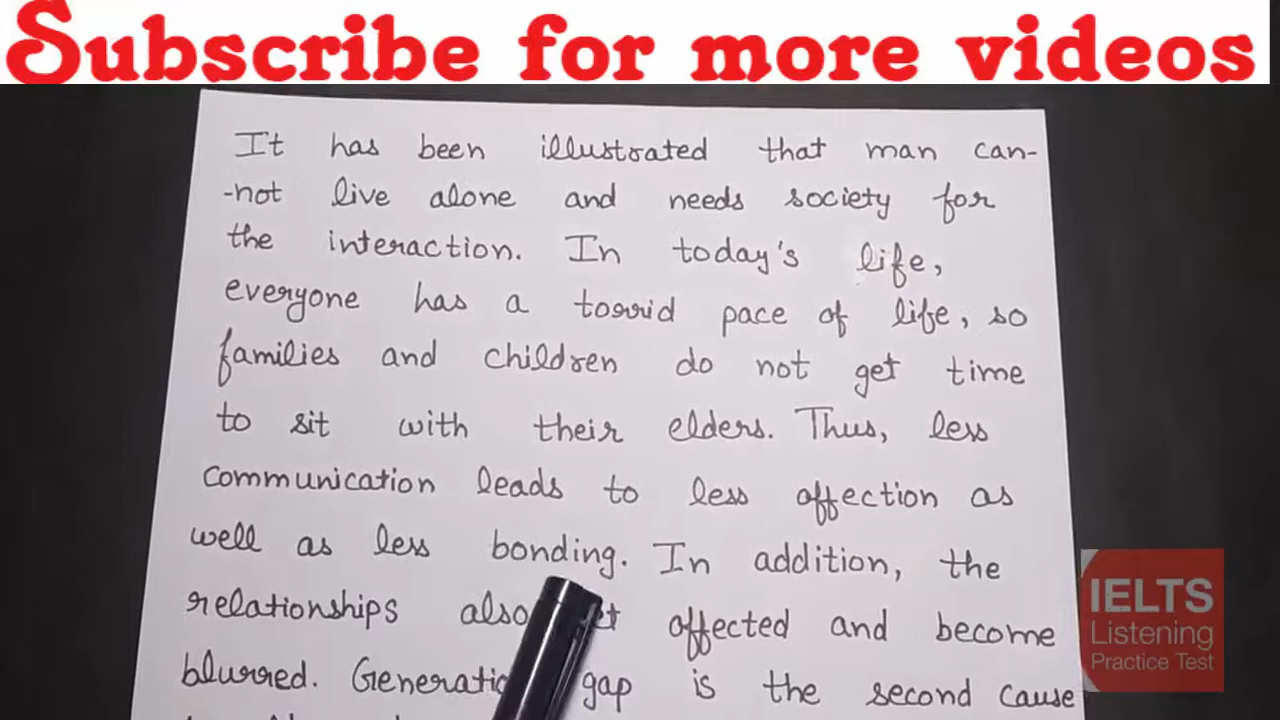 Subscribe for more videos
It has been illustrated that man can-
-not live alone and needs society for
the interaction. In today's life,
everyone has a torrid pace of life, so
families and children do not get time
to sit with their elders. Thus, less
communication leads to less affection as
well as less bonding. In addition, the
relationships also affected and become
blurred. gap is the second cause
IELTS
Listening
Practice Test